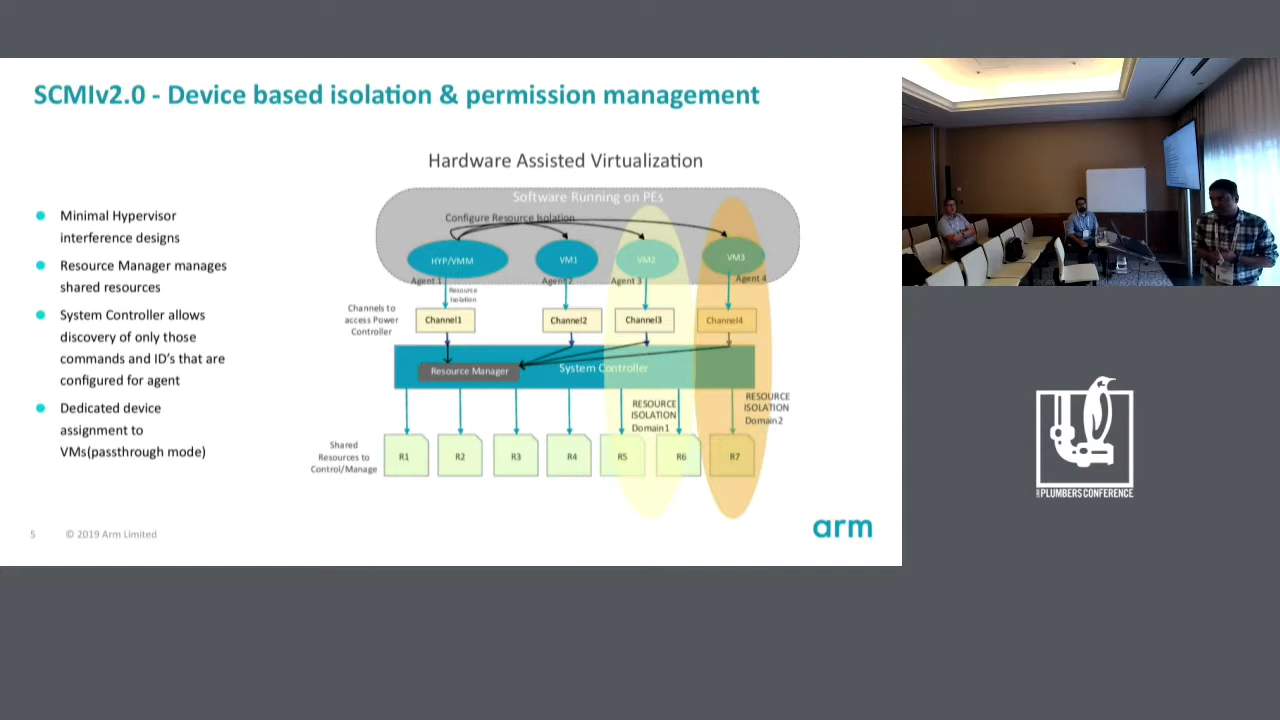 SCMIv2.0 - Device based isolation & permission management
Hardware Assisted Virtualization
Minimal Hypervisor
interference designs
Resource Manager manages
shared resources
System Controller allows
discovery of only those
commands and ID's that are
configured for agent
Dedicated device
assignment to
VMs(passthrough mode)
Software Running on PEs
Configure Resource Isolation
HYP/VMM
VM1
VM2
VM3
Agent 1
Agent 2
Agent 3
Agent 4
Resource
Isolation
Channels to
access Power
Controller
Channel1
Channel2
Channel3
Channel4
Resource Manager
System Controller
RESOURCE
ISOLATION
Domain1
RESOURCE
ISOLATION
Domain2
Shared
Resources to
Control/Manage
R1
R2
R3
R4
R5
R6
R7
5
© 2019 Arm Limited
arm
PLUMBERS CONFERENCE